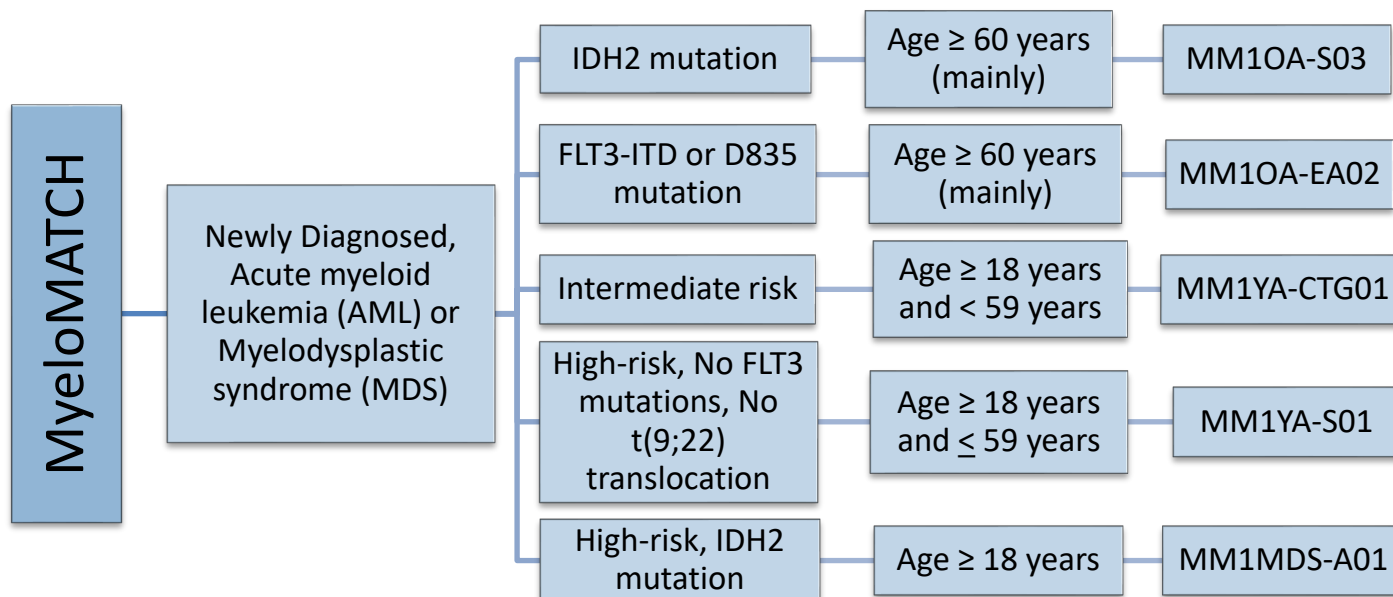 MyeloMATCH
Newly Diagnosed,
Acute myeloid
leukemia (AML) or
Myelodysplastic
syndrome (MDS)
IDH2 mutation
Age ≥ 60 years
(mainly)
MM1OA-S03
FLT3-ITD or D835
mutation
Age ≥ 60 years
(mainly)
MM1OA-EA02
Intermediate risk
Age ≥ 18 years
and < 59 years
MM1YA-CTG01
High-risk, No FLT3
mutations, No
t(9;22)
translocation
Age ≥ 18 years
and ≤ 59 years
MM1YA-S01
High-risk, IDH2
mutation
Age ≥ 18 years
MM1MDS-A01